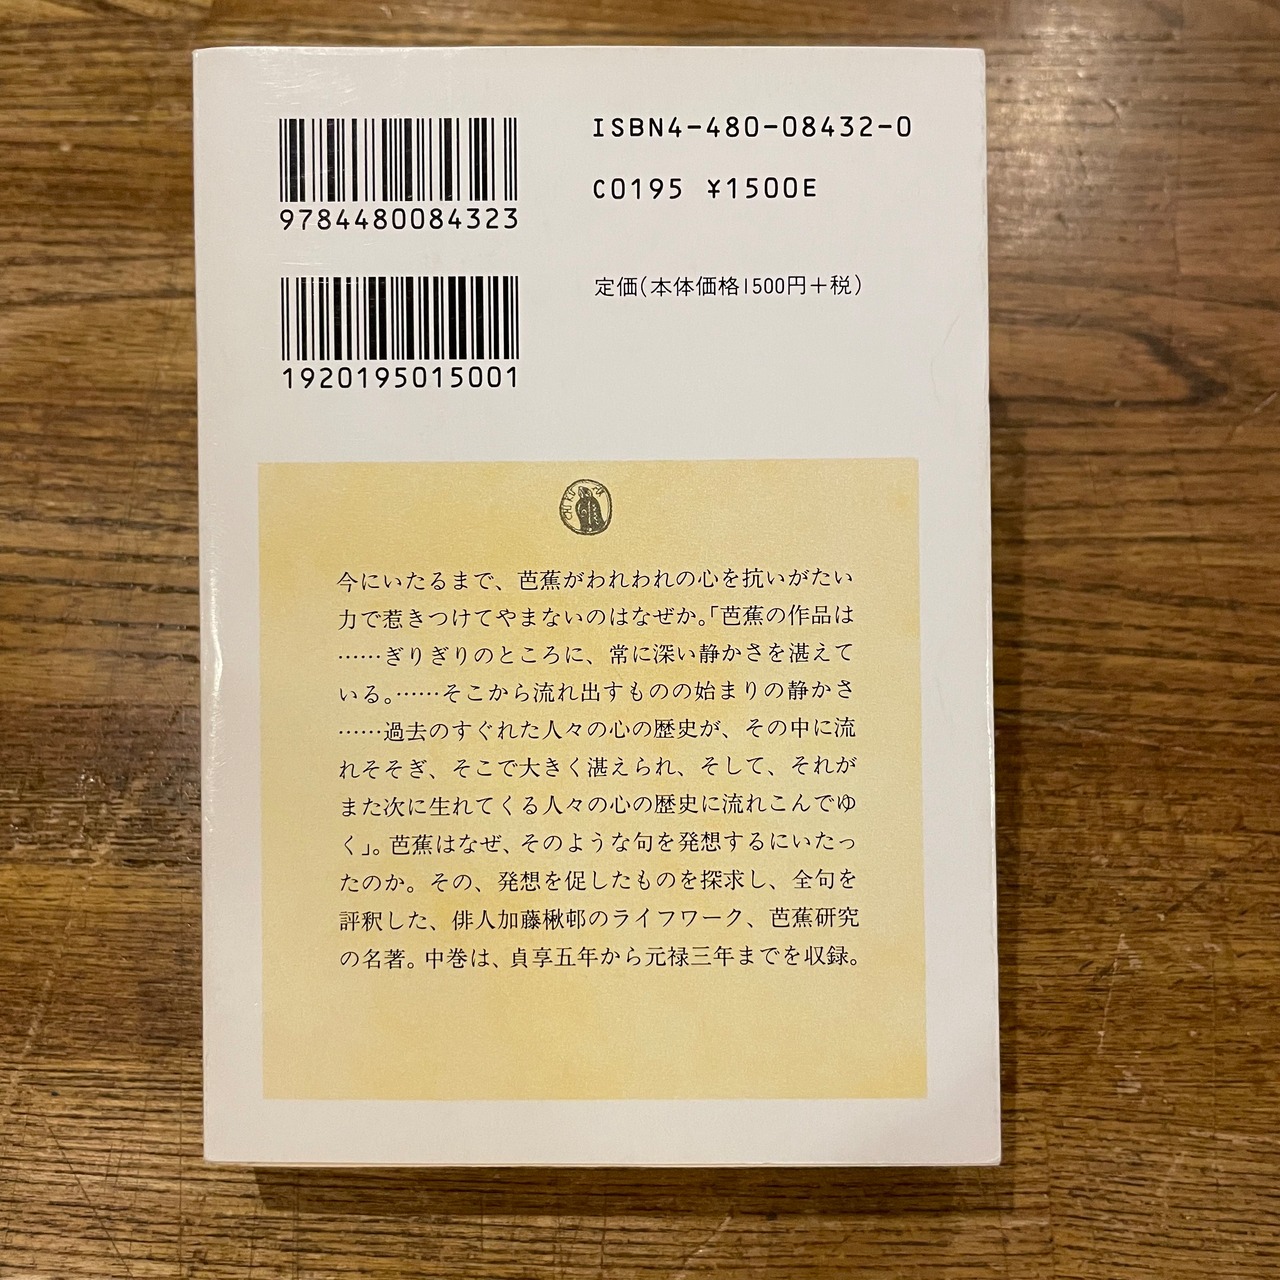 9784480084323
1920195015001
ISBN4-480-08432-0
C0195 ¥1500E
定価(本体価格1500円+税)
今にいたるまで、芭蕉がわれわれの心を抗いがたい
力で惹きつけてやまないのはなぜか。「芭蕉の作品は
……ぎりぎりのところに、常に深い静かさを湛えて
いる。……そこから流れ出すものの始まりの静かさ
……過去のすぐれた人々の心の歴史が、その中に流
れそそぎ、そこで大きく湛えられ、そして、それが
また次に生れてくる人々の心の歴史に流れこんでゆ
く」。芭蕉はなぜ、そのような句を発想するにいたっ
たのか。その、発想を促したものを探求し、全句を
評釈した、俳人加藤楸邨のライフワーク、芭蕉研究
の名著。中巻は、貞享五年から元禄三年までを収録。